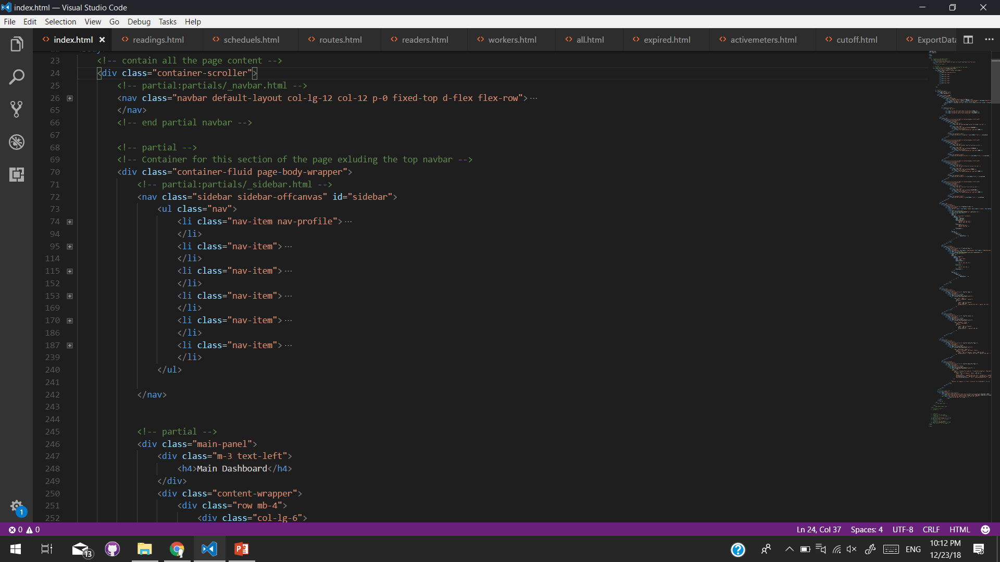 index.html — Visual Studio Code
File Edit Selection View Go Debug Tasks Help
index.html readings.html scheduels.html routes.html readers.html workers.html all.html expired.html activemeters.html cutoff.html ExportData
23 <!-- contain all the page content -->
24 <div class="container-scroller">
25 <!-- partial:partials/_navbar.html -->
26 <nav class="navbar default-layout col-lg-12 col-12 p-0 fixed-top d-flex flex-row">···
65 </nav>
66 <!-- end partial navbar -->
67
68 <!-- partial -->
69 <!-- Container for this section of the page exluding the top navbar -->
70 <div class="container-fluid page-body-wrapper">
71 <!-- partial:partials/_sidebar.html -->
72 <nav class="sidebar sidebar-offcanvas" id="sidebar">
73 <ul class="nav">
74 <li class="nav-item nav-profile">···
94 </li>
95 <li class="nav-item">···
114 </li>
115 <li class="nav-item">···
152 </li>
153 <li class="nav-item">···
169 </li>
170 <li class="nav-item">···
186 </li>
187 <li class="nav-item">···
239 </li>
240 </ul>
241
242 </nav>
243
244
245 <!-- partial -->
246 <div class="main-panel">
247 <div class="m-3 text-left">
248 <h4>Main Dashboard</h4>
249 </div>
250 <div class="content-wrapper">
251 <div class="row mb-4">
252 <div class="col-lg-6">
1
0 0 Ln 24, Col 37 Spaces: 4 UTF-8 CRLF HTML
13 ENG 10:12 PM
12/23/18